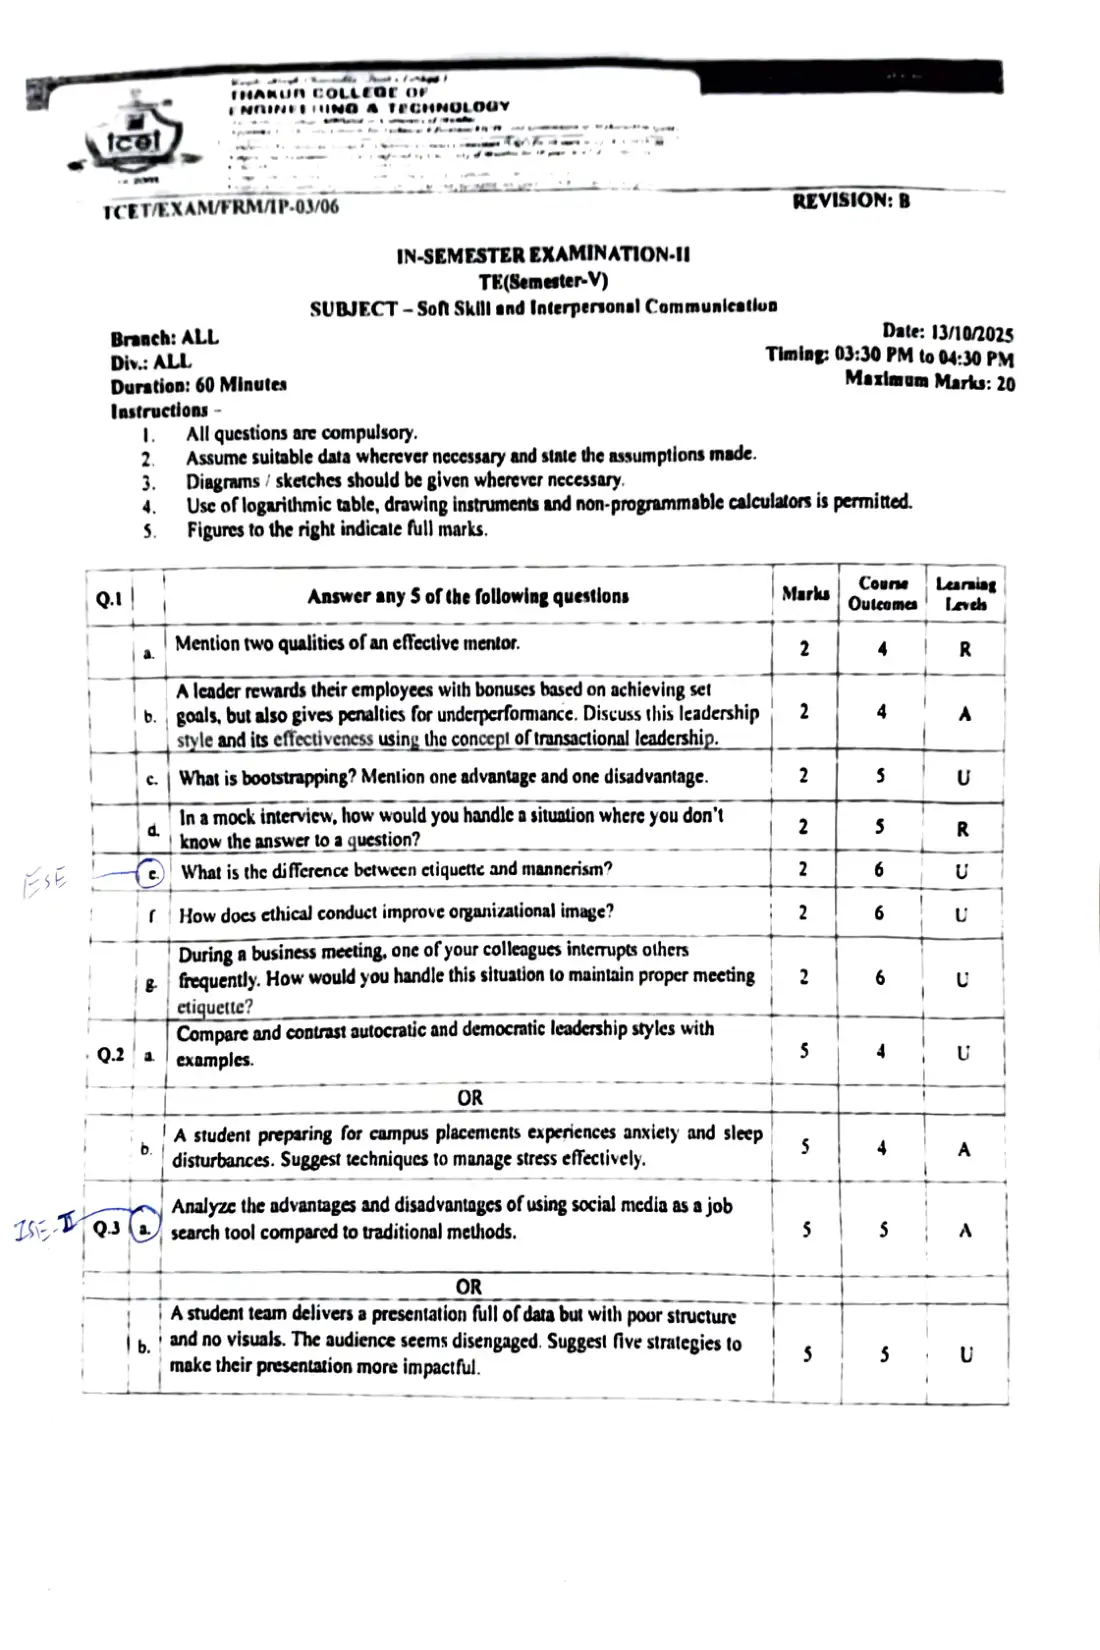 THAKUR COLLEGE OF
ENGINEERING & TECHNOLOGY
tcet
TCET/EXAM/FRM/IP-03/06
REVISION: B
IN-SEMESTER EXAMINATION-II
TE(Semester-V)
SUBJECT – Soft Skill and Interpersonal Communication
Branch: ALL
Date: 13/10/2025
Div.: ALL
Timing: 03:30 PM to 04:30 PM
Duration: 60 Minutes
Maximum Marks: 20
Instructions -
1. All questions are compulsory.
2. Assume suitable data wherever necessary and state the assumptions made.
3. Diagrams / sketches should be given wherever necessary.
4. Use of logarithmic table, drawing instruments and non-programmable calculators is permitted.
5. Figures to the right indicate full marks.
Q.1 Answer any 5 of the following questions Marks Course Outcomes Learning Levels
a. Mention two qualities of an effective mentor. 2 4 R
A leader rewards their employees with bonuses based on achieving set
b. goals, but also gives penalties for underperformance. Discuss this leadership 2 4 A
style and its effectiveness using the concept of transactional leadership.
c. What is bootstrapping? Mention one advantage and one disadvantage. 2 5 U
d. In a mock interview, how would you handle a situation where you don't 2 5 R
know the answer to a question?
ESE e. What is the difference between etiquette and mannerism? 2 6 U
f How does ethical conduct improve organizational image? 2 6 U
During a business meeting, one of your colleagues interrupts others
g. frequently. How would you handle this situation to maintain proper meeting 2 6 U
etiquette?
Q.2 a. Compare and contrast autocratic and democratic leadership styles with 5 4 U
examples.
OR
b. A student preparing for campus placements experiences anxiety and sleep 5 4 A
disturbances. Suggest techniques to manage stress effectively.
ISE-II Q.3 a. Analyze the advantages and disadvantages of using social media as a job 5 5 A
search tool compared to traditional methods.
OR
A student team delivers a presentation full of data but with poor structure
b. and no visuals. The audience seems disengaged. Suggest five strategies to 5 5 U
make their presentation more impactful.